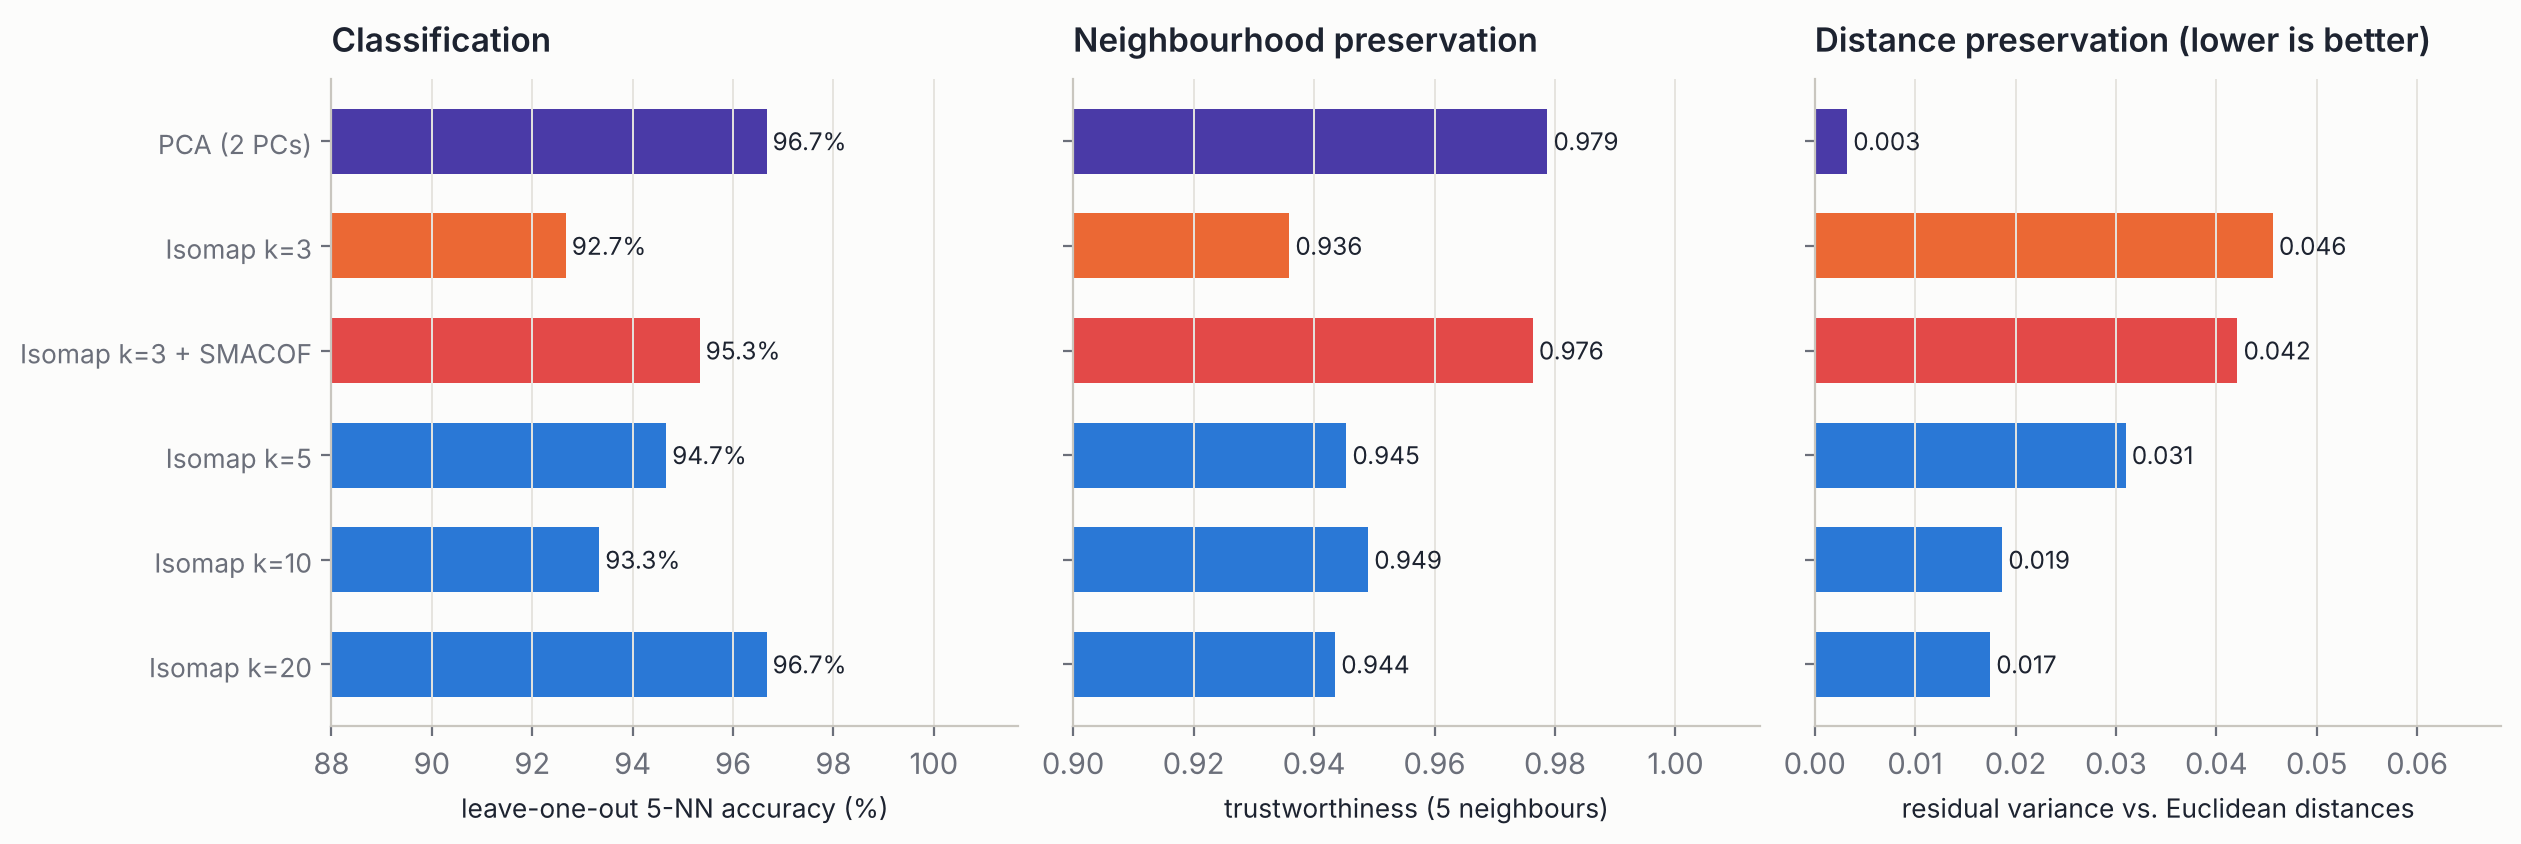 Classification
PCA (2 PCs)
96.7%
Isomap k=3
92.7%
Isomap k=3 + SMACOF
95.3%
Isomap k=5
94.7%
Isomap k=10
93.3%
Isomap k=20
96.7%
88 90 92 94 96 98 100
leave-one-out 5-NN accuracy (%)
Neighbourhood preservation
0.979
0.936
0.976
0.945
0.949
0.944
0.90 0.92 0.94 0.96 0.98 1.00
trustworthiness (5 neighbours)
Distance preservation (lower is better)
0.003
0.046
0.042
0.031
0.019
0.017
0.00 0.01 0.02 0.03 0.04 0.05 0.06
residual variance vs. Euclidean distances